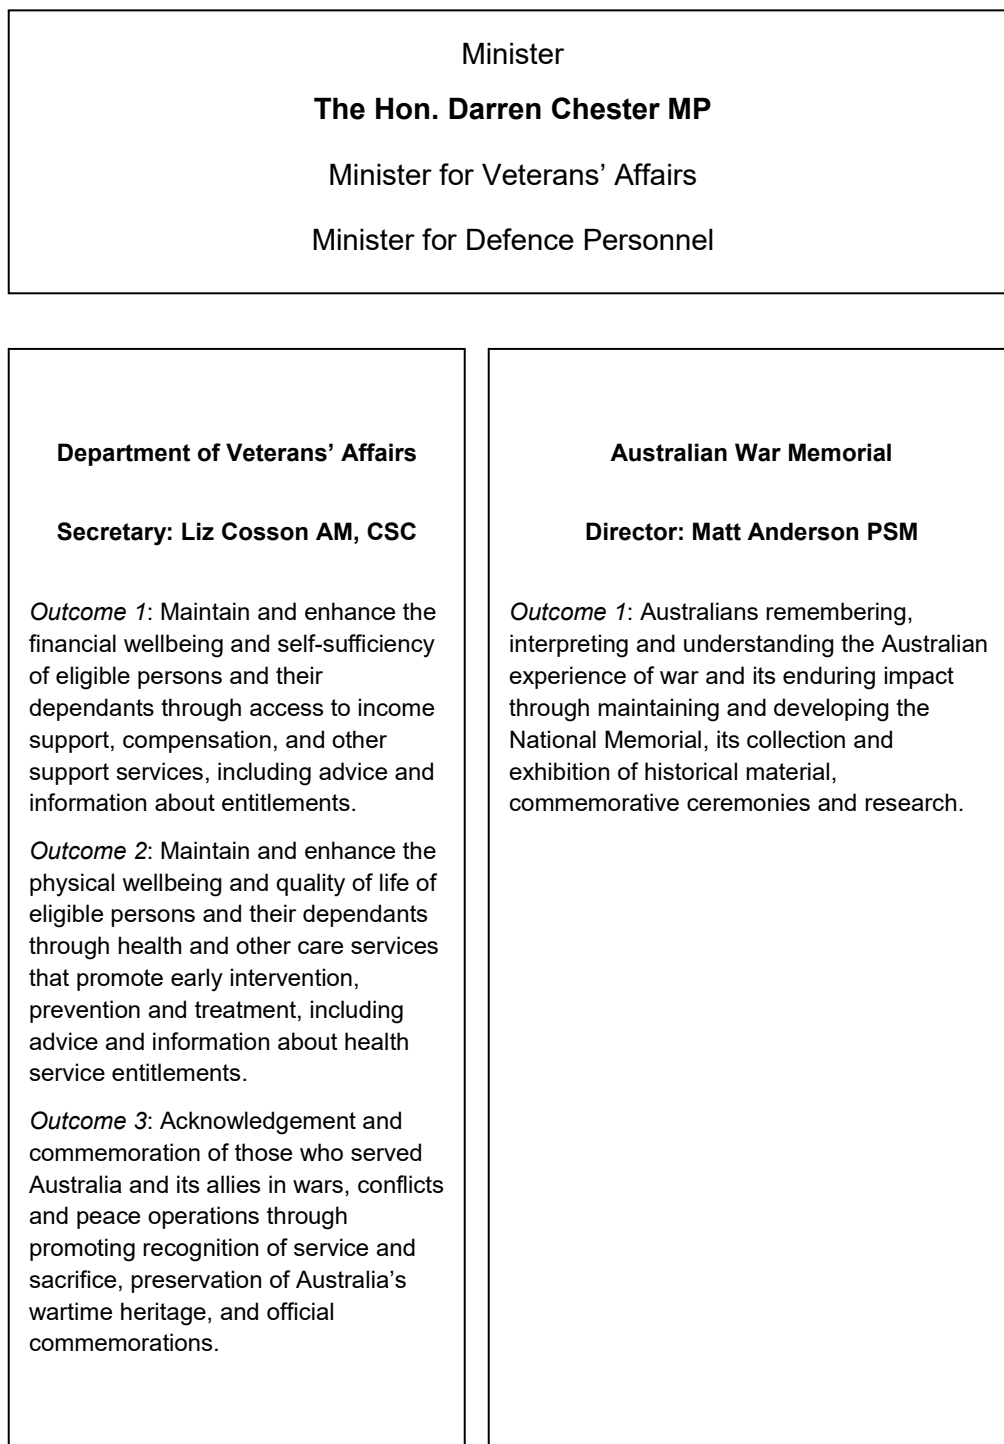 Minister
The Hon. Darren Chester MP
Minister for Veterans’ Affairs
Minister for Defence Personnel
Department of Veterans’ Affairs
Secretary: Liz Cosson AM, CSC
Outcome 1: Maintain and enhance the
financial wellbeing and self-sufficiency
of eligible persons and their
dependants through access to income
support, compensation, and other
support services, including advice and
information about entitlements.
Outcome 2: Maintain and enhance the
physical wellbeing and quality of life of
eligible persons and their dependants
through health and other care services
that promote early intervention,
prevention and treatment, including
advice and information about health
service entitlements.
Outcome 3: Acknowledgement and
commemoration of those who served
Australia and its allies in wars, conflicts
and peace operations through
promoting recognition of service and
sacrifice, preservation of Australia’s
wartime heritage, and official
commemorations.
Australian War Memorial
Director: Matt Anderson PSM
Outcome 1: Australians remembering,
interpreting and understanding the Australian
experience of war and its enduring impact
through maintaining and developing the
National Memorial, its collection and
exhibition of historical material,
commemorative ceremonies and research.